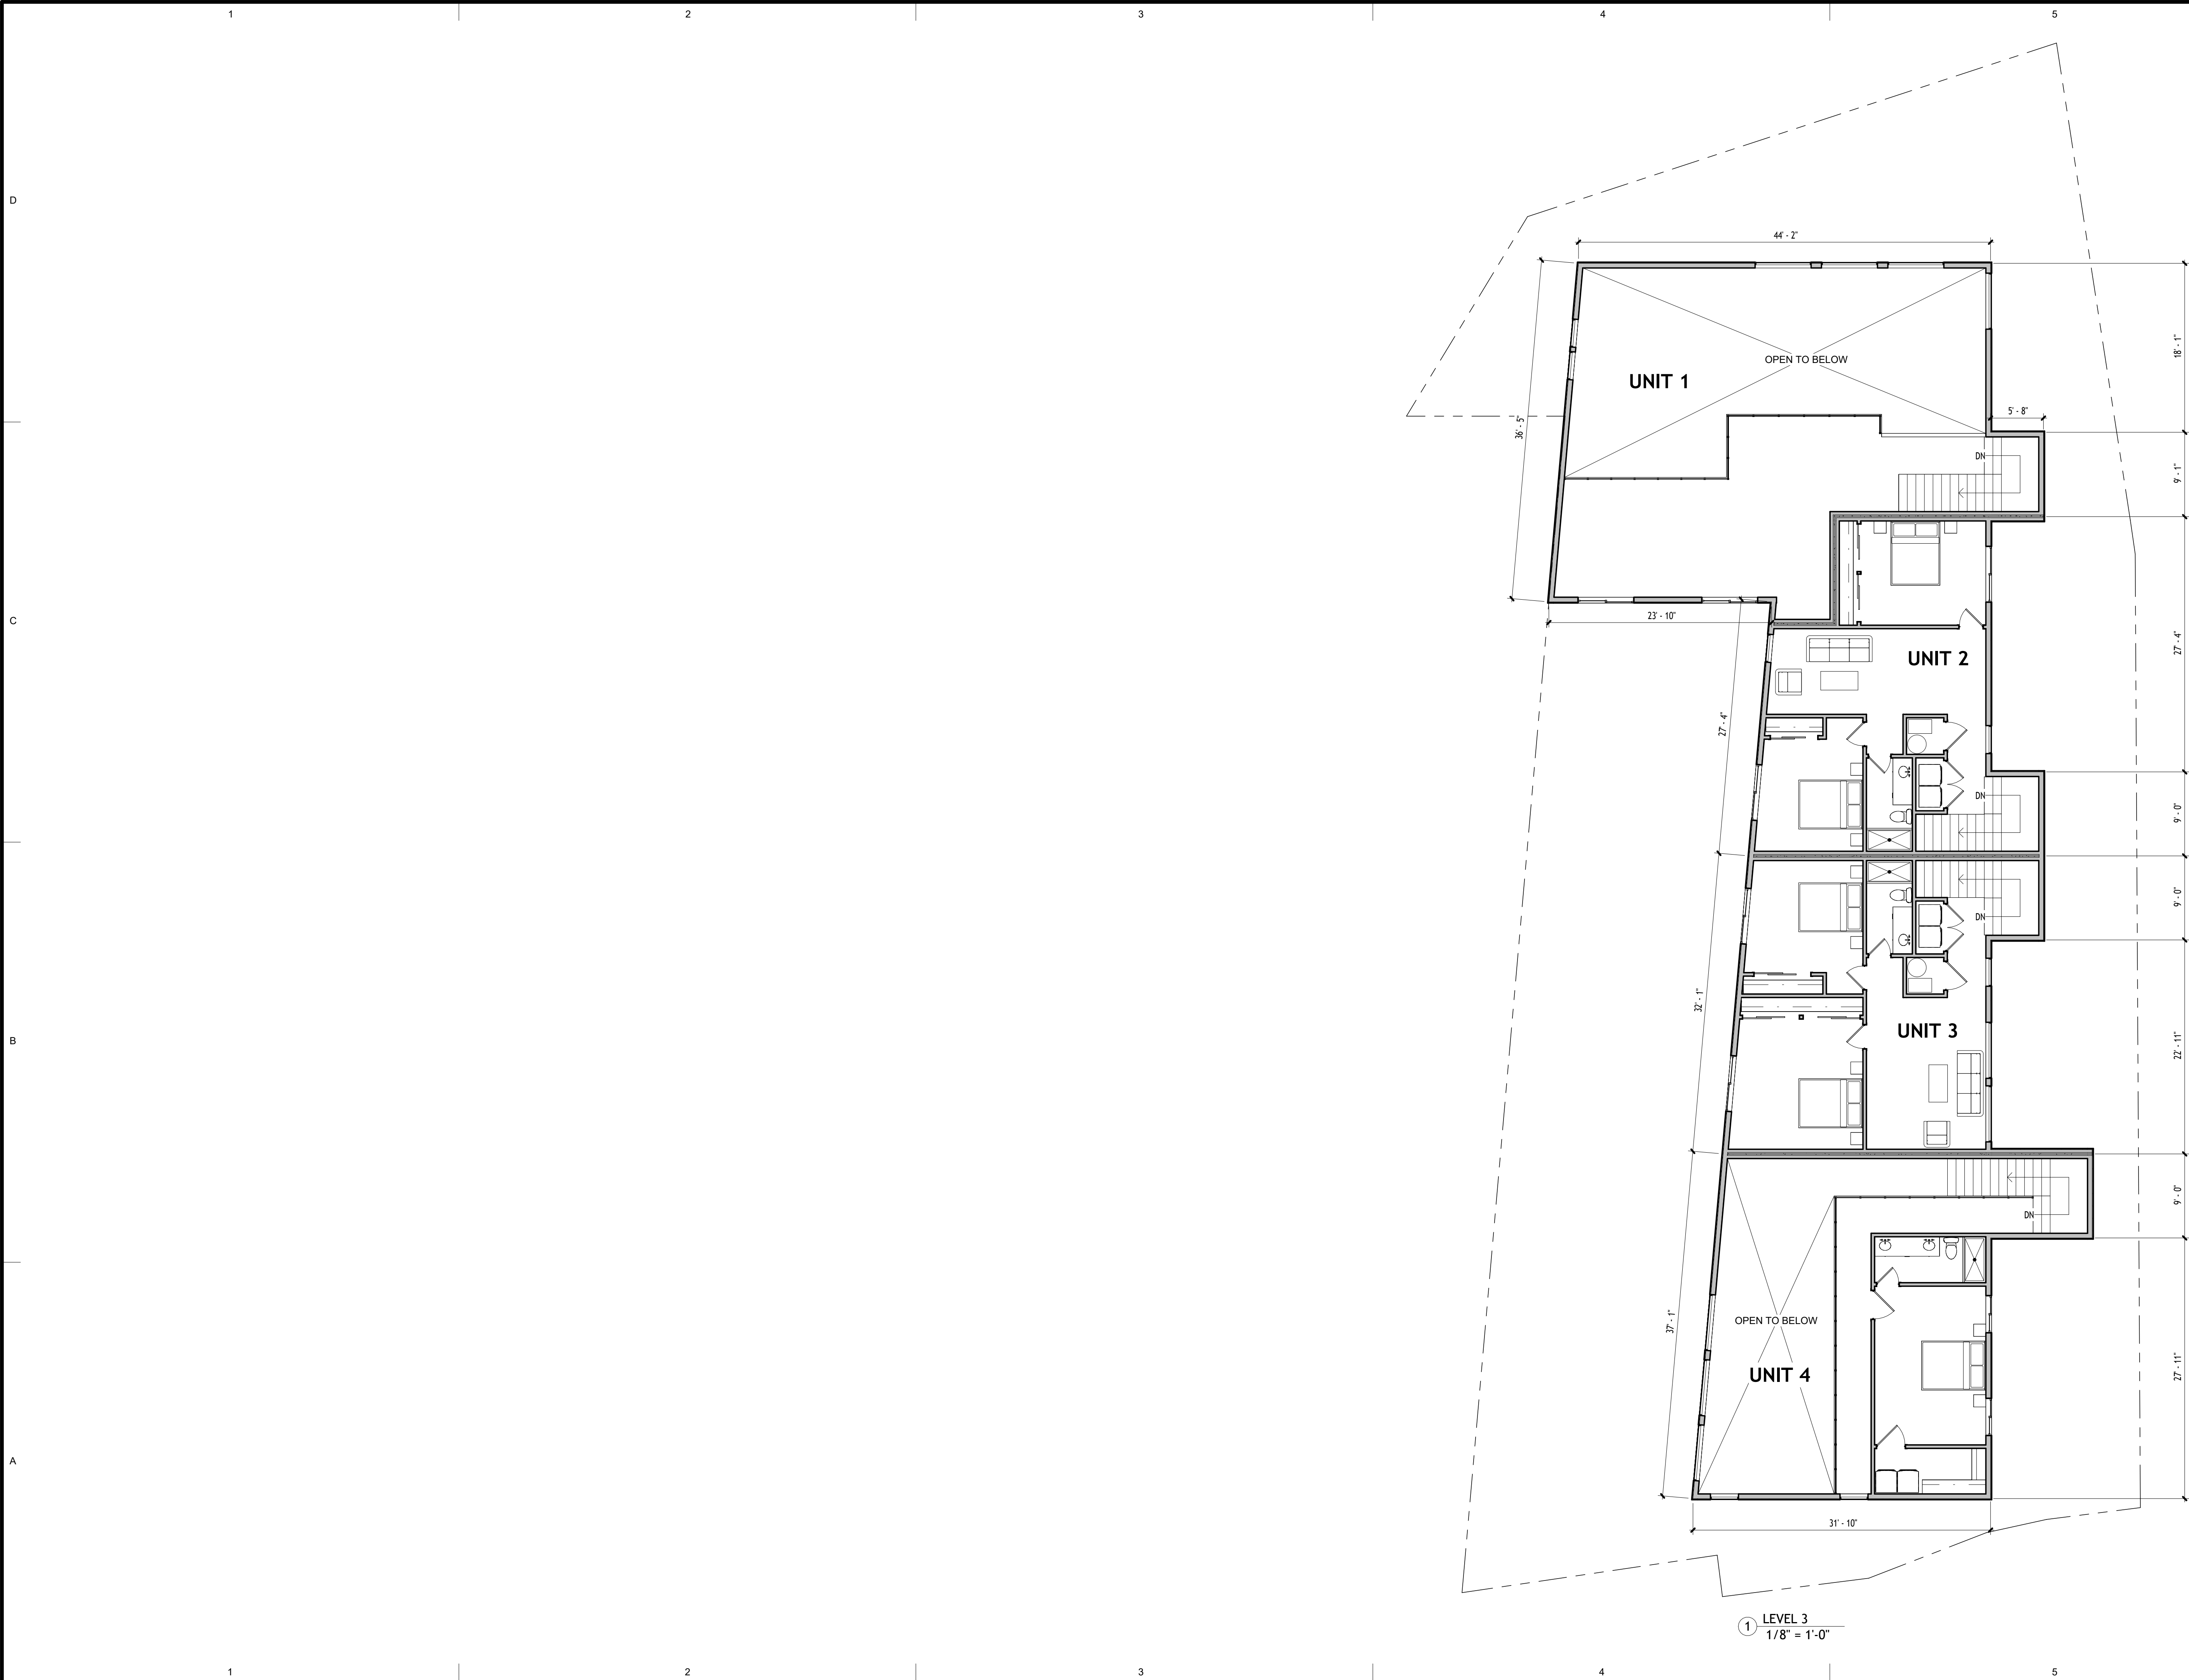 1 2 3 4 5
D
44' - 2"
18' - 1"
OPEN TO BELOW
UNIT 1
5' - 8"
36' - 5"
DN
9' - 1"
23' - 10"
C
27' - 4"
UNIT 2
27' - 4"
DN
9' - 0"
9' - 0"
DN
32' - 1"
UNIT 3
B
22' - 11"
9' - 0"
DN
37' - 1"
OPEN TO BELOW
UNIT 4
27' - 11"
A
31' - 10"
1 LEVEL 3
1/8" = 1'-0"
1 2 3 4 5